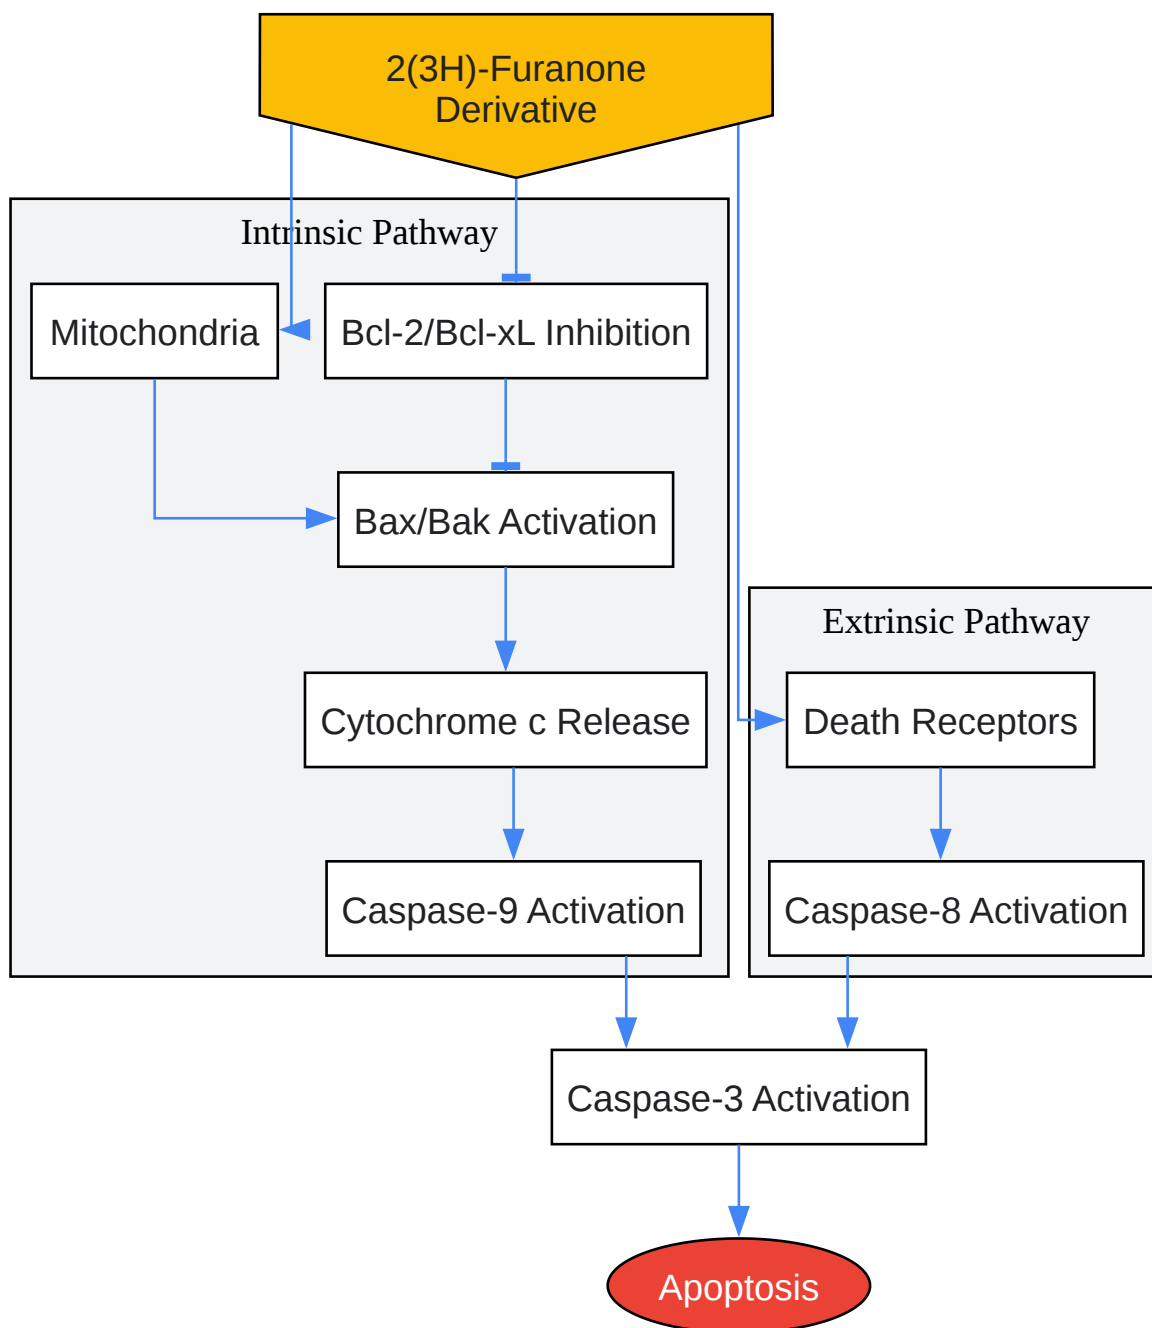 2(3H)-Furanone
Derivative
Intrinsic Pathway
Mitochondria
Bcl-2/Bcl-xL Inhibition
Bax/Bak Activation
Extrinsic Pathway
Cytochrome c Release
Death Receptors
Caspase-9 Activation
Caspase-8 Activation
Caspase-3 Activation
Apoptosis